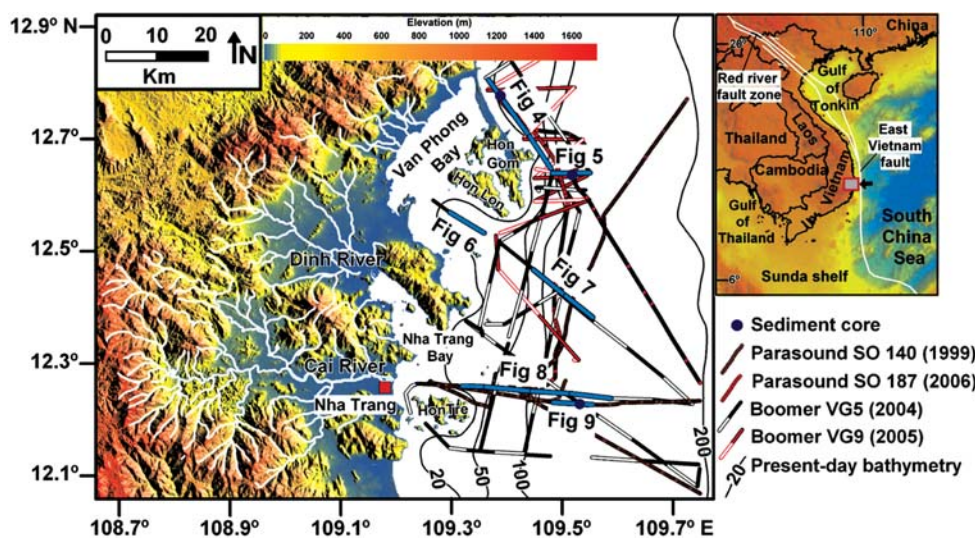 12.9° N
12.7°
12.5°
12.3°
12.1°
108.7°
108.9°
109.1°
109.3°
109.5°
109.7° E
0 10 20
Km
N
Elevation (m)
0 200 400 600 800 1000 1200 1400 1600
Van Phong
Bay
Hon
Gom
Hon Lon
Fig 4
Fig 5
Fig 6
Fig 7
Dinh River
Nha Trang
Bay
Cai River
Nha Trang
Hon Tre
Fig 8
Fig 9
20
50
100
200
110°
China
20°
Red river
fault zone
Gulf
of
Tonkin
Laos
Thailand
East
Vietnam
fault
Cambodia
Vietnam
Gulf
of
Thailand
South
China
Sea
6°
Sunda shelf
Sediment core
Parasound SO 140 (1999)
Parasound SO 187 (2006)
Boomer VG5 (2004)
Boomer VG9 (2005)
20 Present-day bathymetry